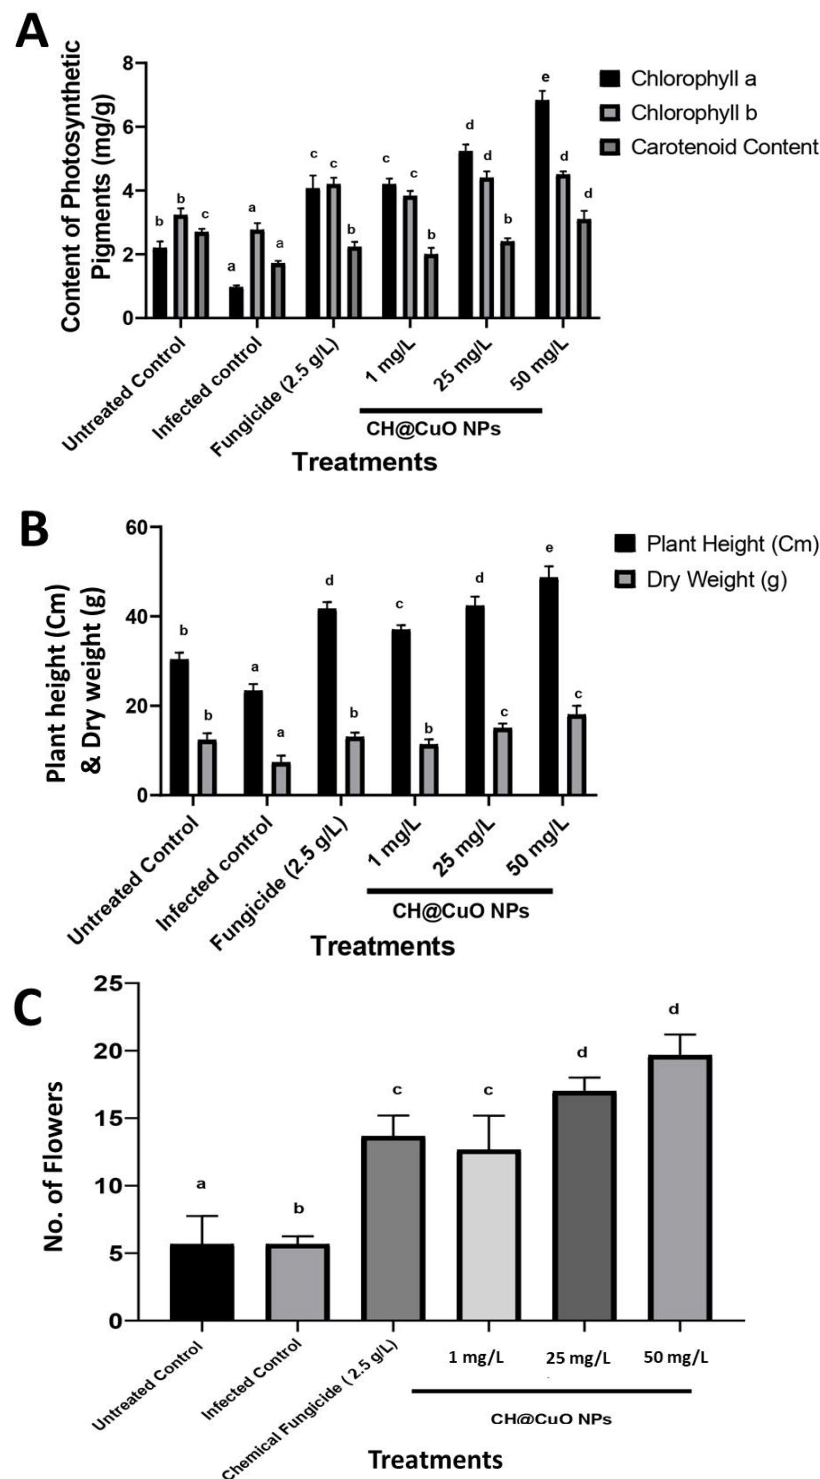 A
Content of Photosynthetic
Pigments (mg/g)
8
6
4
2
0
b
b
c
a
a
a
c
c
b
c
c
b
d
d
b
e
d
d
Chlorophyll a
Chlorophyll b
Carotenoid Content
Untreated Control
Infected control
Fungicide (2.5 g/L)
1 mg/L
25 mg/L
50 mg/L
CH@CuO NPs
Treatments
B
Plant height (Cm)
& Dry weight (g)
60
40
20
0
b
b
a
a
d
b
c
b
d
c
e
c
Plant Height (Cm)
Dry Weight (g)
Untreated Control
Infected control
Fungicide (2.5 g/L)
1 mg/L
25 mg/L
50 mg/L
CH@CuO NPs
Treatments
C
No. of Flowers
25
20
15
10
5
0
a
b
c
c
d
d
Untreated Control
Infected Control
Chemical Fungicide ( 2.5 g/L)
1 mg/L
25 mg/L
50 mg/L
CH@CuO NPs
Treatments